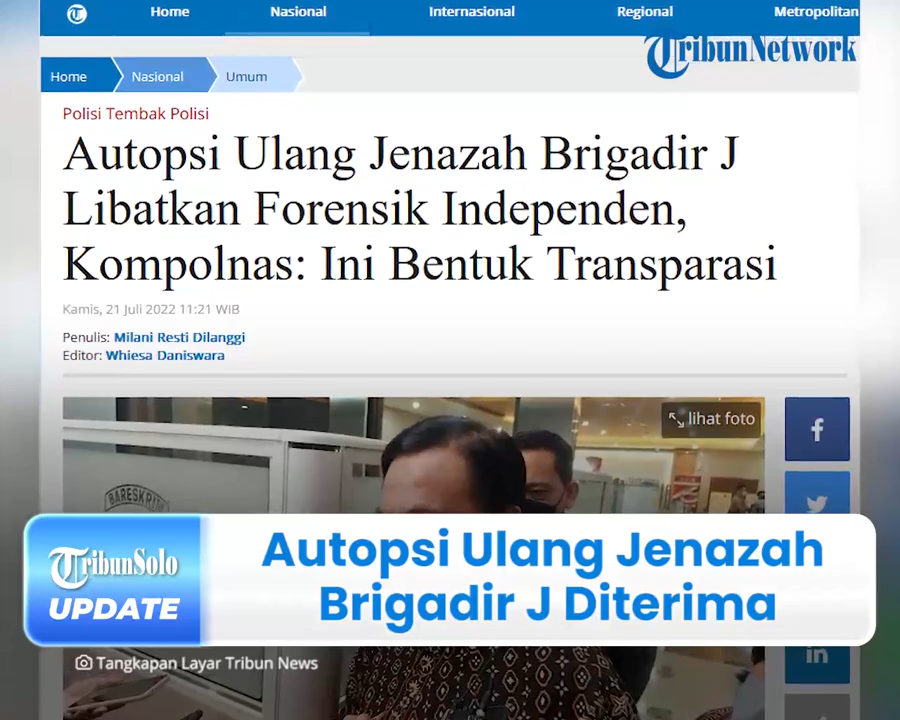 Home Nasional Internasional Regional Metropolitan
TribunNetwork
Home Nasional Umum
Polisi Tembak Polisi
Autopsi Ulang Jenazah Brigadir J
Libatkan Forensik Independen,
Kompolnas: Ini Bentuk Transparasi
Kamis, 21 Juli 2022 11:21 WIB
Penulis: Milani Resti Dilanggi
Editor: Whiesa Daniswara
lihat foto
BARESKRIM
TribunSolo
UPDATE
Autopsi Ulang Jenazah
Brigadir J Diterima
Tangkapan Layar Tribun News